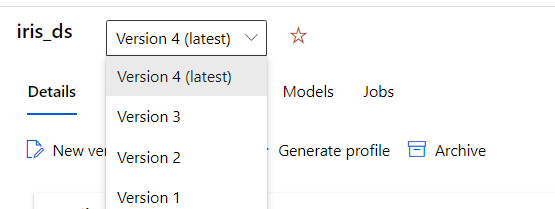 iris_ds Version 4 (latest)
Version 4 (latest)
Details Models Jobs
Version 3
New Generate profile Archive
Version 2
Version 1